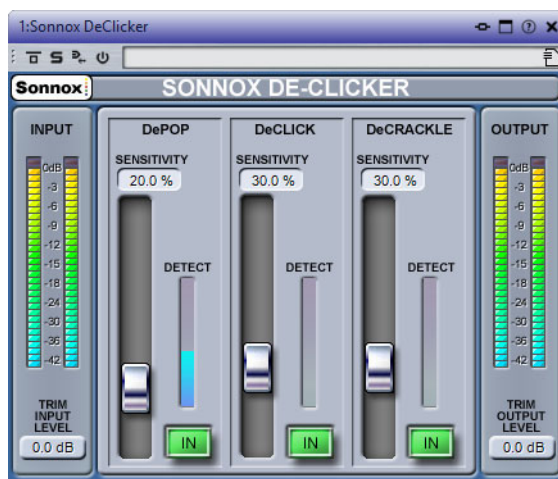 1:Sonnox DeClicker
Sonnox
SONNOX DE-CLICKER
INPUT
0dB
-3
-6
-9
-12
-15
-18
-24
-30
-36
-42
TRIM
INPUT
LEVEL
0.0 dB
DePOP
SENSITIVITY
20.0 %
DETECT
IN
DeCLICK
SENSITIVITY
30.0 %
DETECT
IN
DeCRACKLE
SENSITIVITY
30.0 %
DETECT
IN
OUTPUT
0dB
-3
-6
-9
-12
-15
-18
-24
-30
-36
-42
TRIM
OUTPUT
LEVEL
0.0 dB